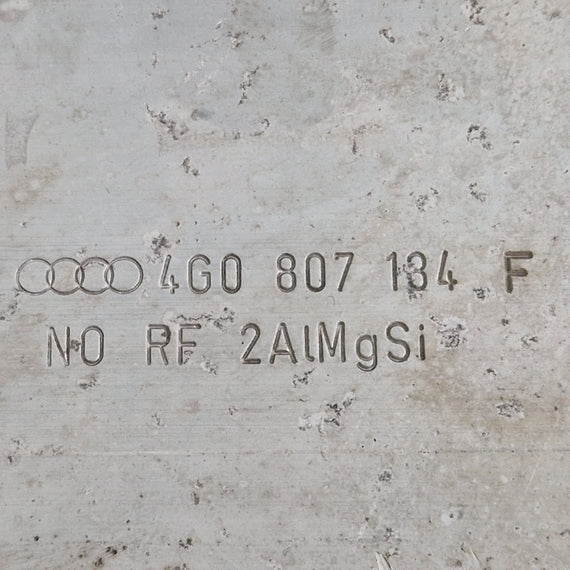 4G0 807 134 F
NO RF 2AlMgSi